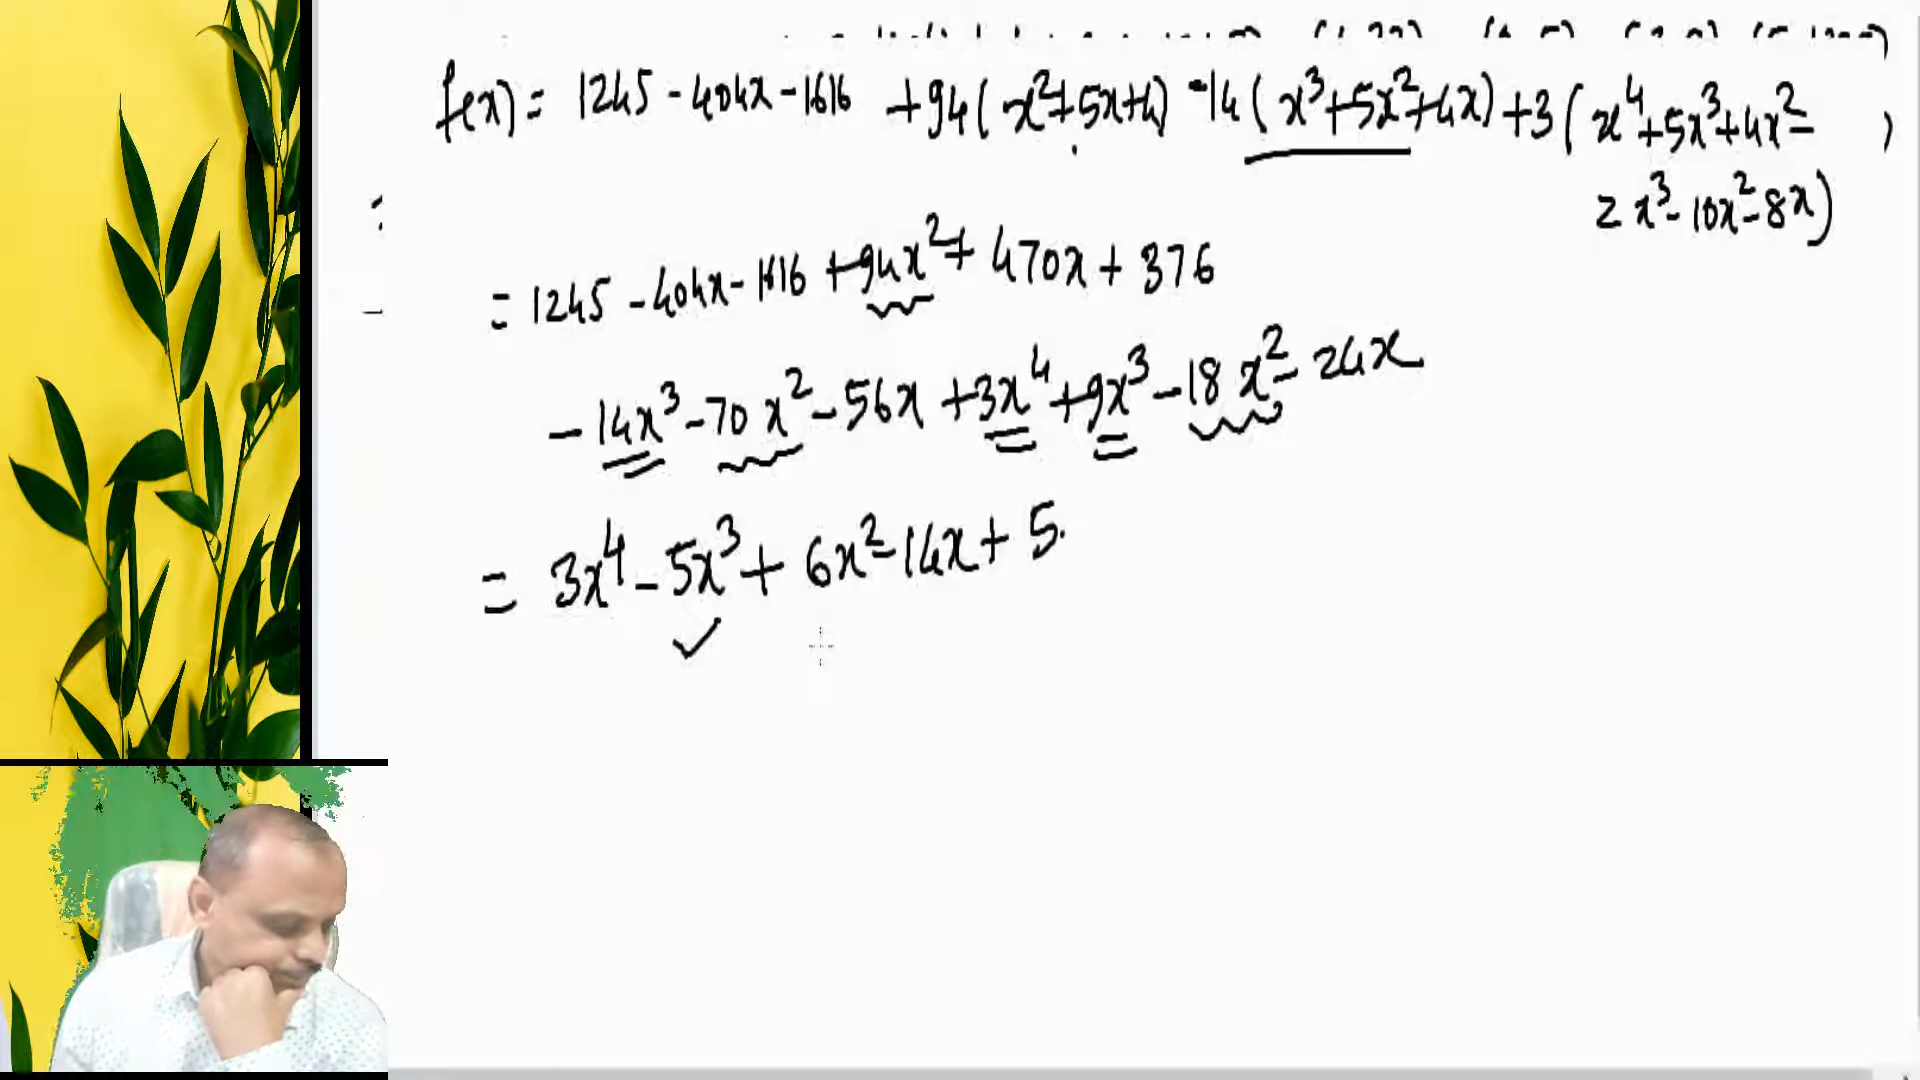 f(x) = 1245 - 404x - 1616 + 94(x² + 5x + 4) - 14(x³ + 5x² + 4x) + 3(x⁴ + 5x³ + 4x² - )
2x³ - 10x² - 8x)
= 1245 - 404x - 1616 + 94x² + 470x + 376
- 14x³ - 70x² - 56x + 3x⁴ + 9x³ - 18x² - 24x
= 3x⁴ - 5x³ + 6x² - 14x + 5.